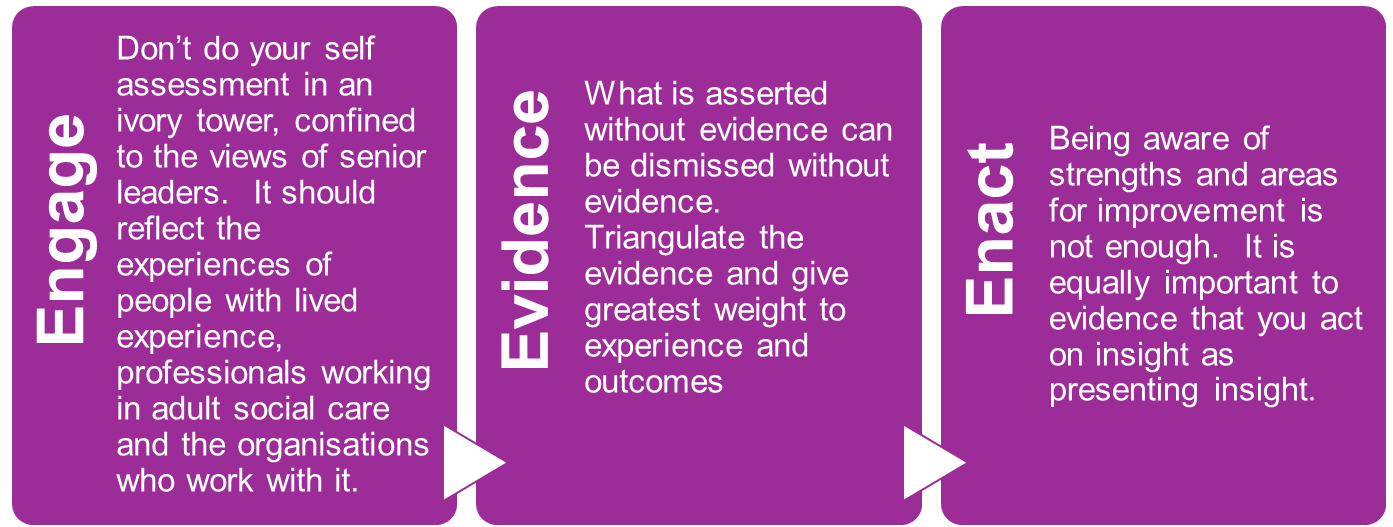 Engage
Don’t do your self
assessment in an
ivory tower, confined
to the views of senior
leaders.  It should
reflect the
experiences of
people with lived
experience,
professionals working
in adult social care
and the organisations
who work with it.
Evidence
What is asserted
without evidence can
be dismissed without
evidence.
Triangulate the
evidence and give
greatest weight to
experience and
outcomes
Enact
Being aware of
strengths and areas
for improvement is
not enough.  It is
equally important to
evidence that you act
on insight as
presenting insight.